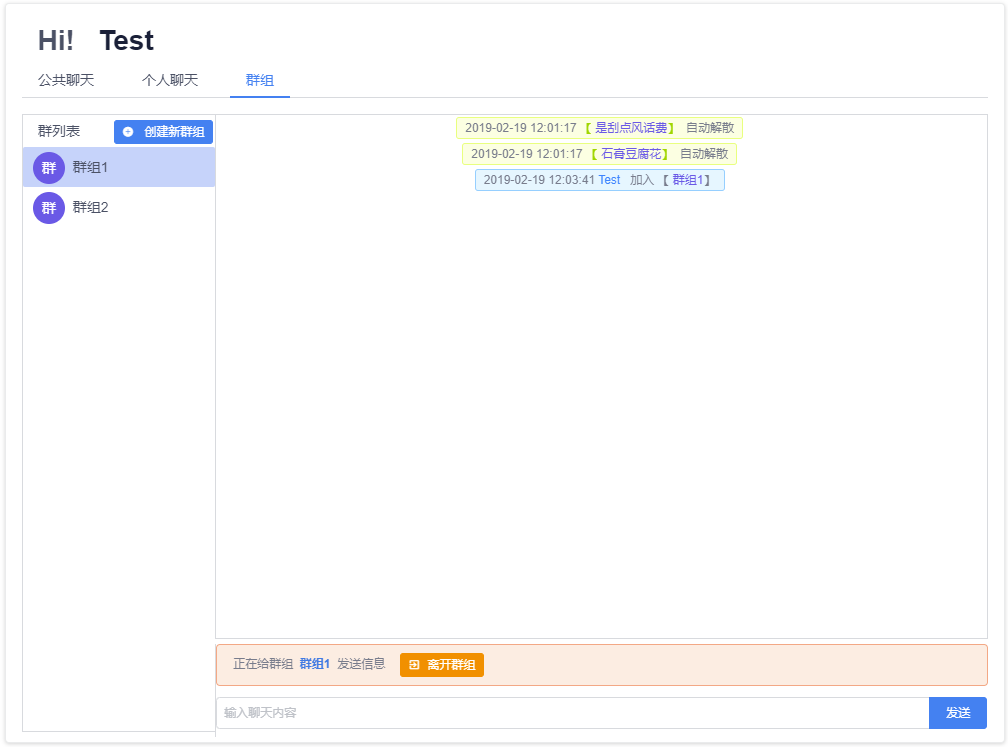 Hi! Test
公共聊天 个人聊天 群组
群列表 创建新群组
群 群组1
群 群组2
2019-02-19 12:01:17 【 是刮点风话费】 自动解散
2019-02-19 12:01:17 【 石膏豆腐花】 自动解散
2019-02-19 12:03:41 Test 加入 【 群组1】
正在给群组 群组1 发送信息 离开群组
输入聊天内容 发送